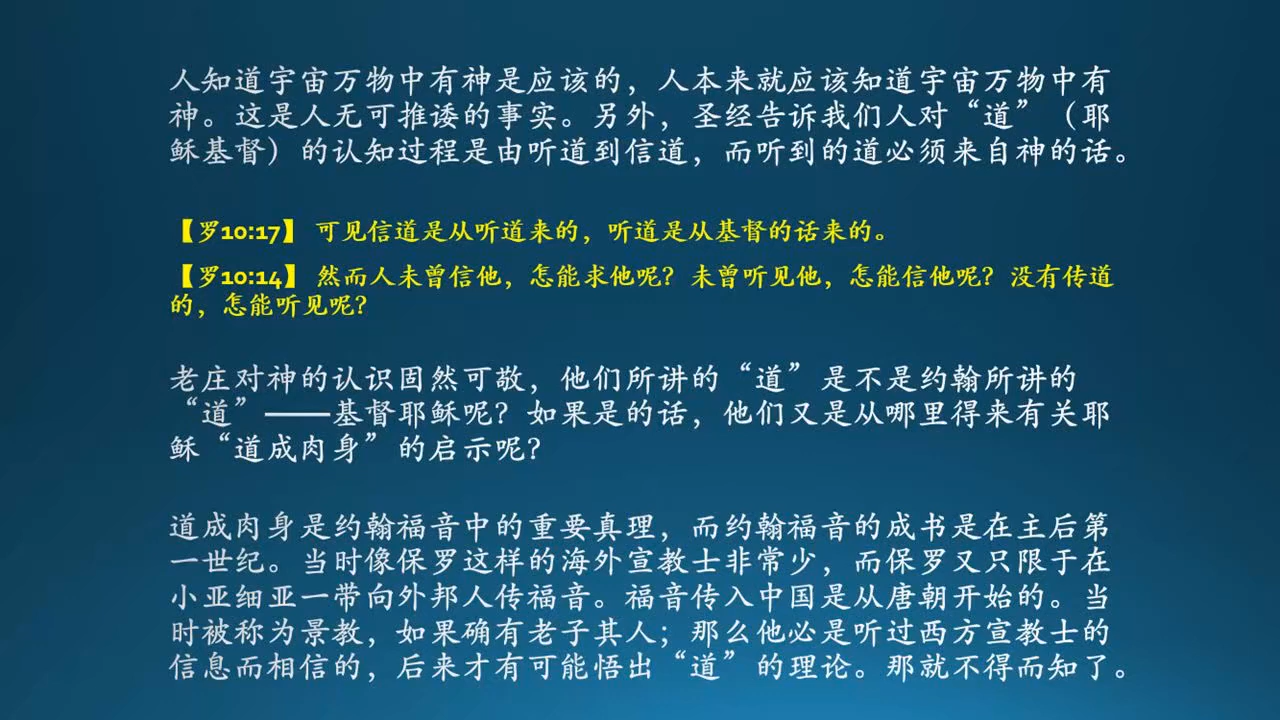 人知道宇宙万物中有神是应该的，人本来就应该知道宇宙万物中有
神。这是人无可推诿的事实。另外，圣经告诉我们人对“道”（耶
稣基督）的认知过程是由听道到信道，而听到的道必须来自神的话。
【罗10:17】 可见信道是从听道来的，听道是从基督的话来的。
【罗10:14】 然而人未曾信他，怎能求他呢？未曾听见他，怎能信他呢？没有传道
的，怎能听见呢？
老庄对神的认识固然可敬，他们所讲的“道”是不是约翰所讲的
“道”——基督耶稣呢？如果是的话，他们又是从哪里得来有关耶
稣“道成肉身”的启示呢？
道成肉身是约翰福音中的重要真理，而约翰福音的成书是在主后第
一世纪。当时像保罗这样的海外宣教士非常少，而保罗又只限于在
小亚细亚一带向外邦人传福音。福音传入中国是从唐朝开始的。当
时被称为景教，如果确有老子其人；那么他必是听过西方宣教士的
信息而相信的，后来才有可能悟出“道”的理论。那就不得而知了。